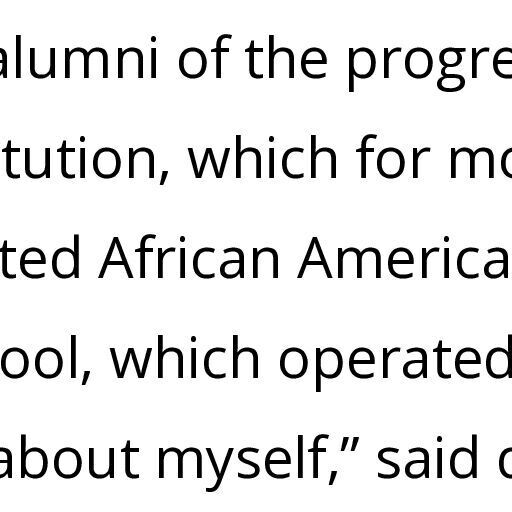 alumni of the progre
tution, which for mo
ted African America
ool, which operated
about myself,” said c